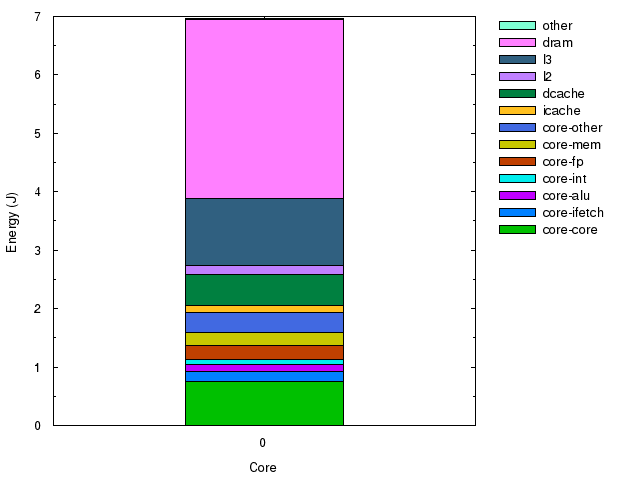 7
6
5
4
3
2
1
0
Energy (J)
0
Core
other
dram
l3
l2
dcache
icache
core-other
core-mem
core-fp
core-int
core-alu
core-ifetch
core-core